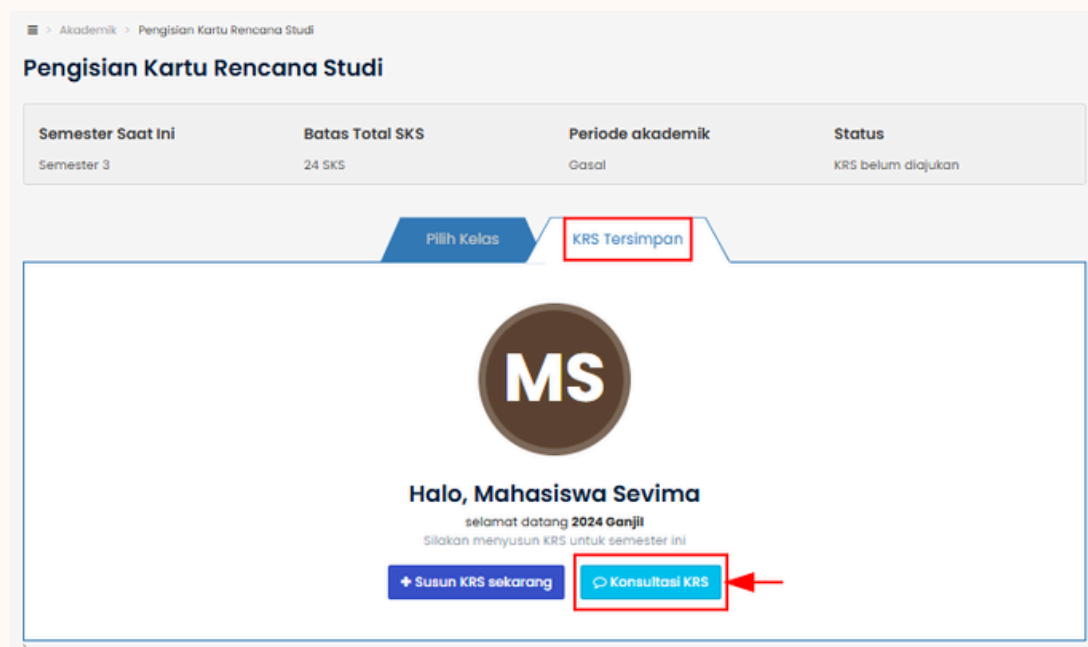 > Akademik > Pengisian Kartu Rencana Studi
Pengisian Kartu Rencana Studi
Semester Saat Ini Batas Total SKS Periode akademik Status
Semester 3 24 SKS Gasal KRS belum diajukan
Pilih Kelas KRS Tersimpan
MS
Halo, Mahasiswa Sevima
selamat datang 2024 Ganjil
Silakan menyusun KRS untuk semester ini
+ Susun KRS sekarang Konsultasi KRS